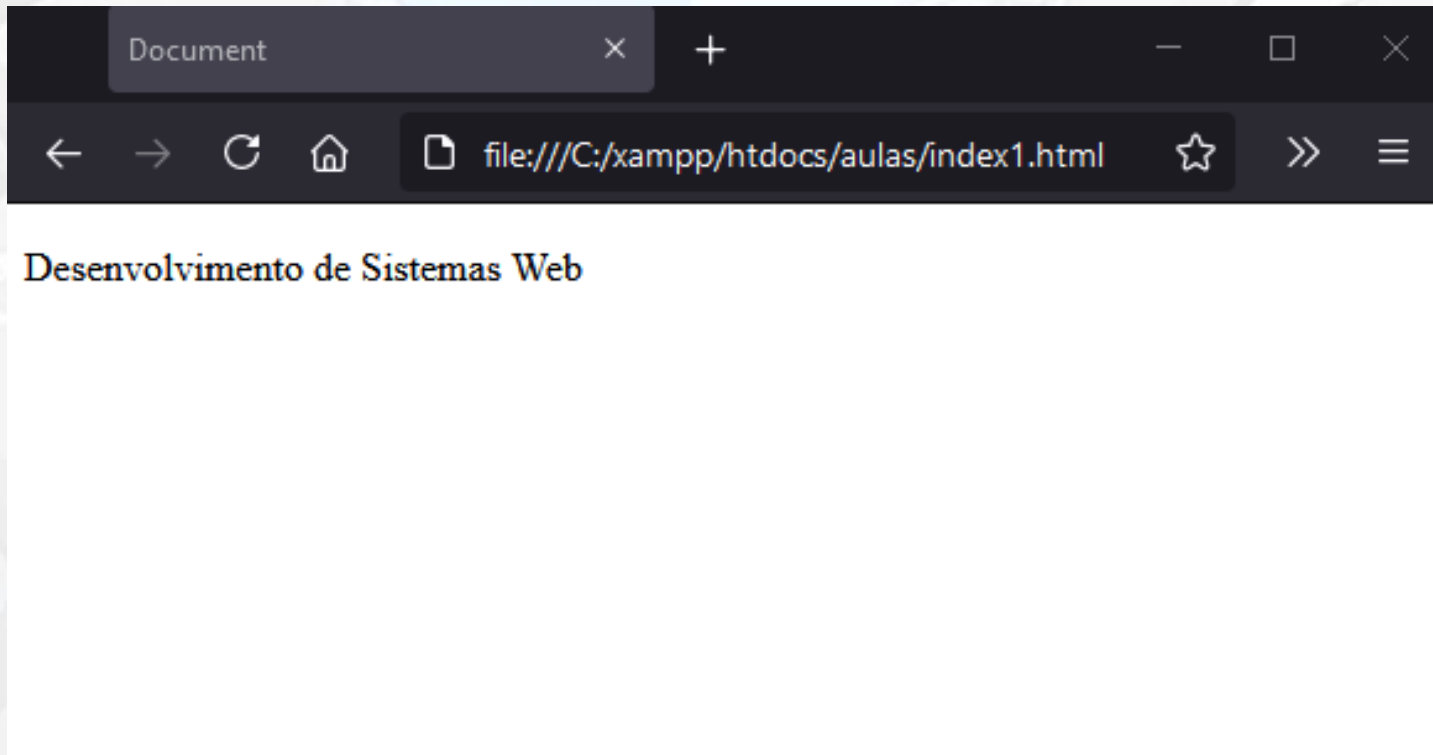 Document
file:///C:/xampp/htdocs/aulas/index1.html
Desenvolvimento de Sistemas Web